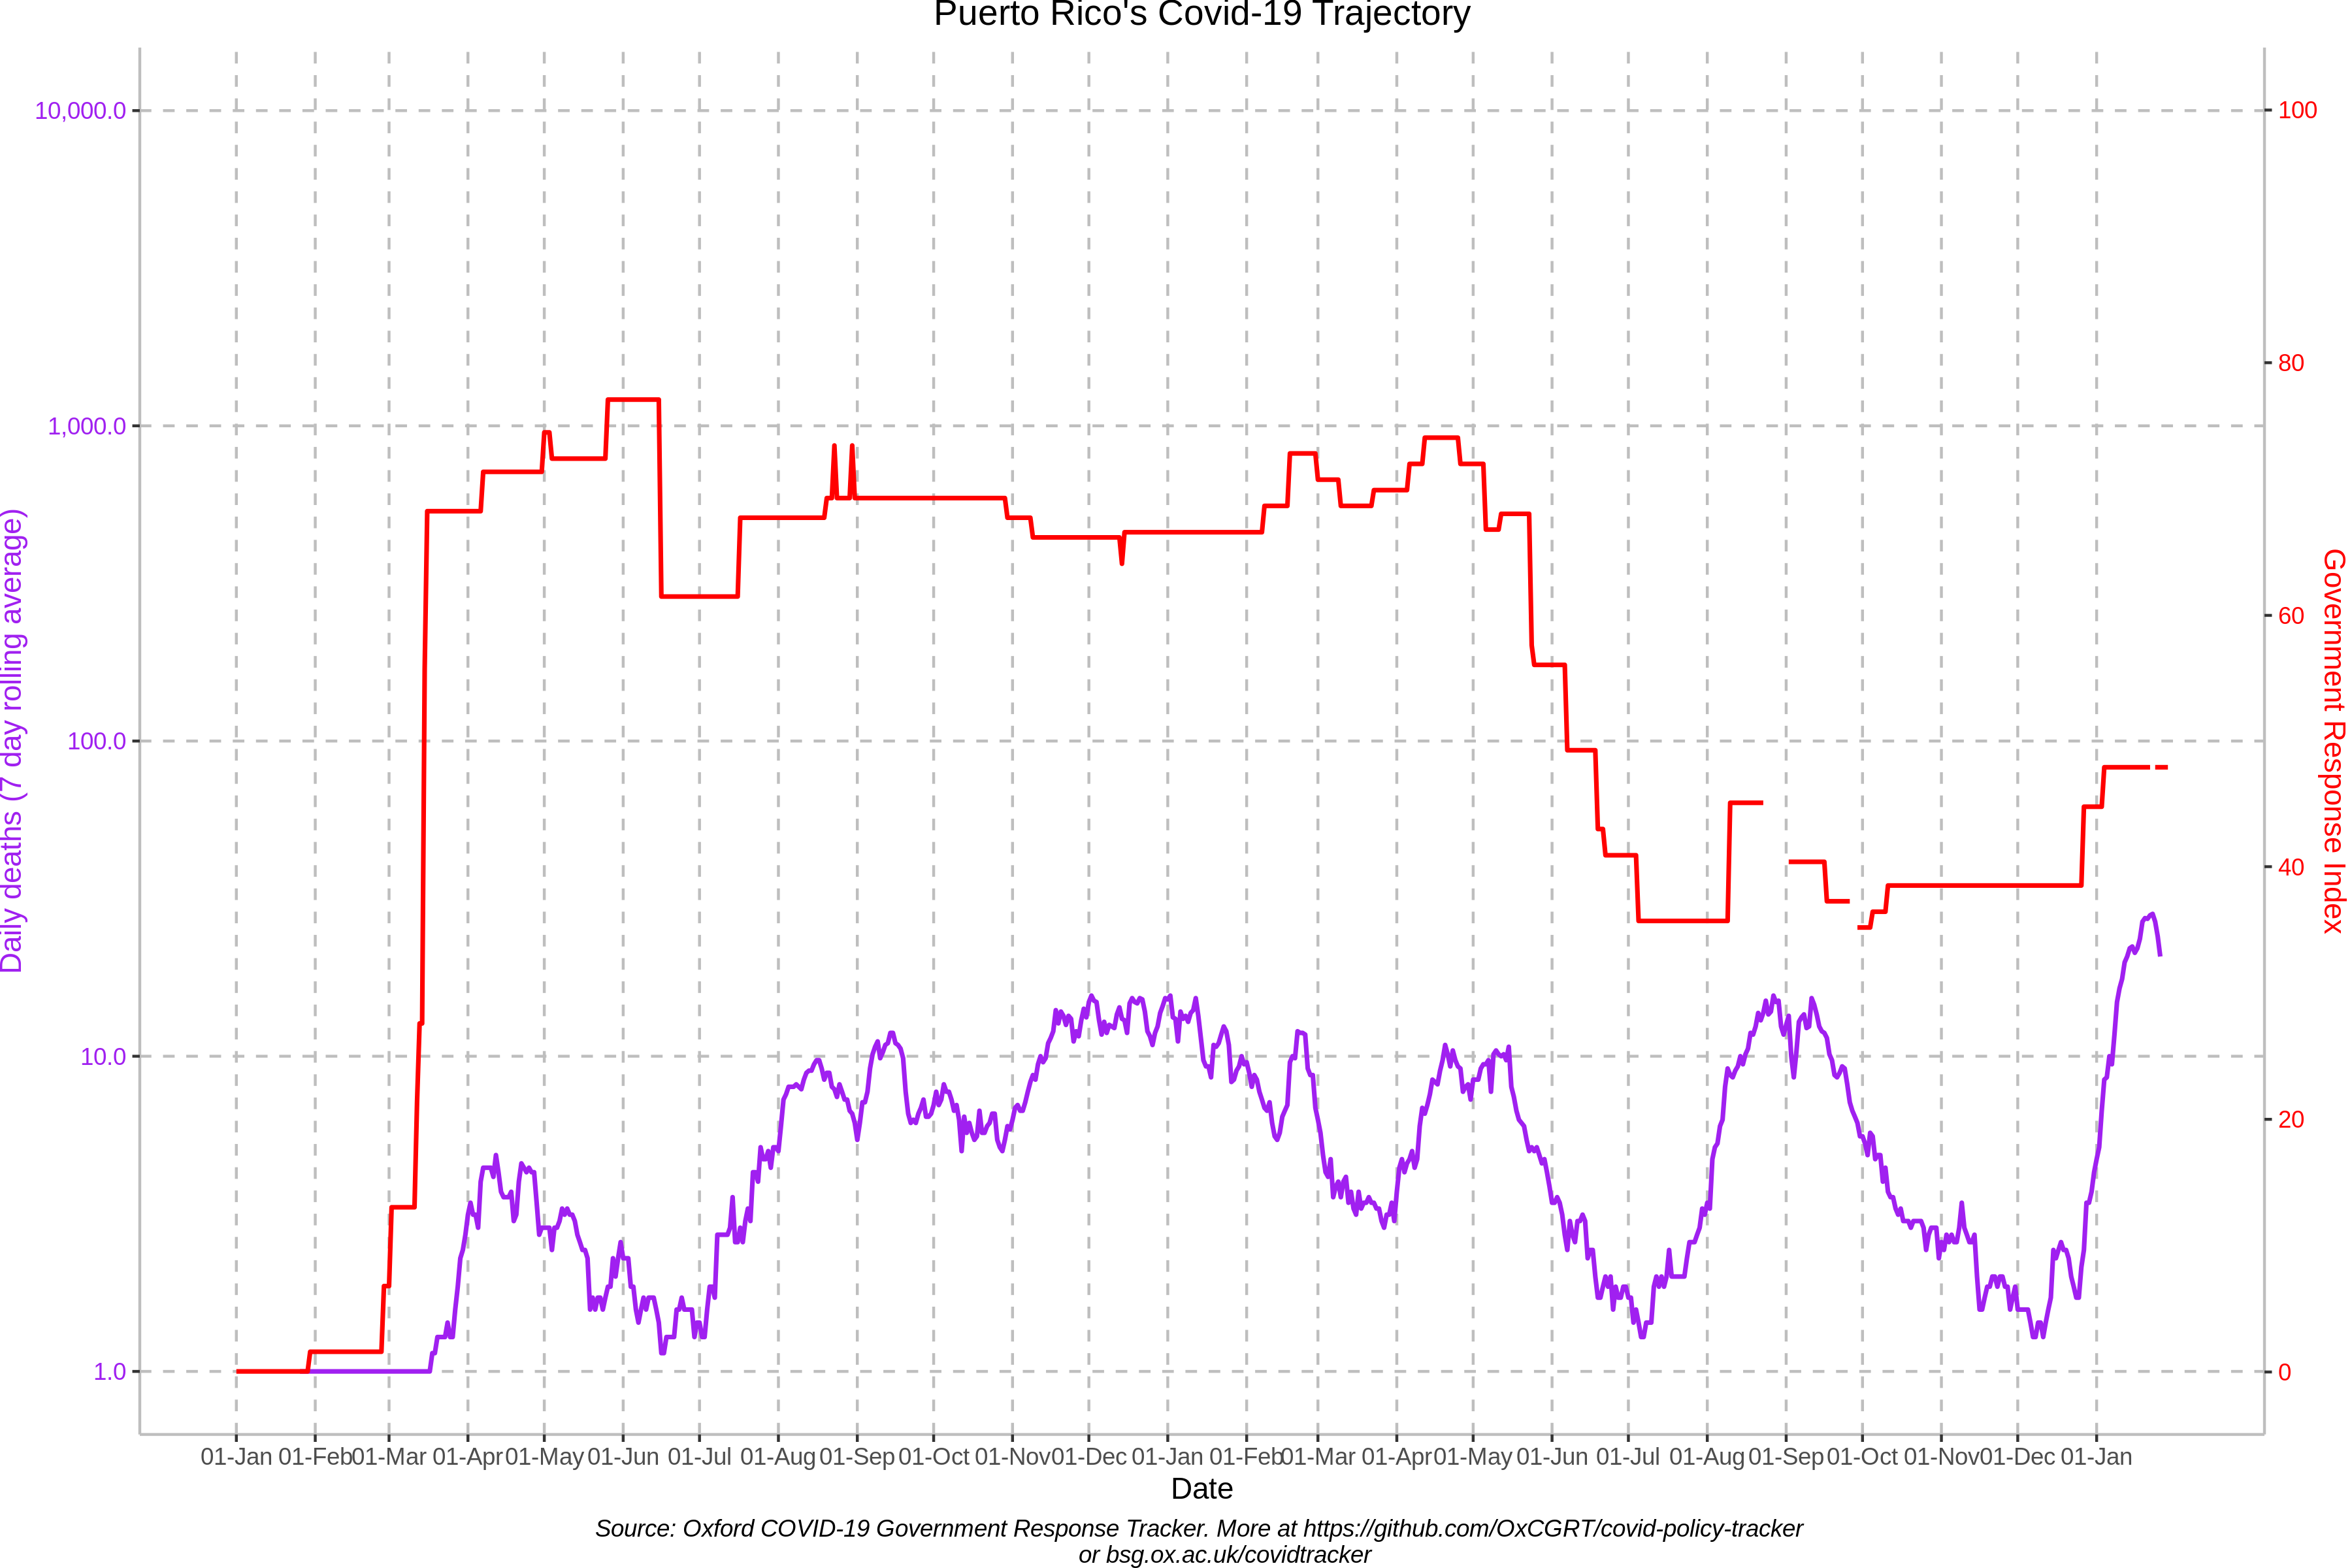 Puerto Rico's Covid-19 Trajectory
10,000.0
1,000.0
100.0
10.0
1.0
Daily deaths (7 day rolling average)
100
80
60
40
20
0
Government Response Index
01-Jan 01-Feb 01-Mar 01-Apr 01-May 01-Jun 01-Jul 01-Aug 01-Sep 01-Oct 01-Nov 01-Dec 01-Jan 01-Feb 01-Mar 01-Apr 01-May 01-Jun 01-Jul 01-Aug 01-Sep 01-Oct 01-Nov 01-Dec 01-Jan
Date
Source: Oxford COVID-19 Government Response Tracker. More at https://github.com/OxCGRT/covid-policy-tracker
or bsg.ox.ac.uk/covidtracker